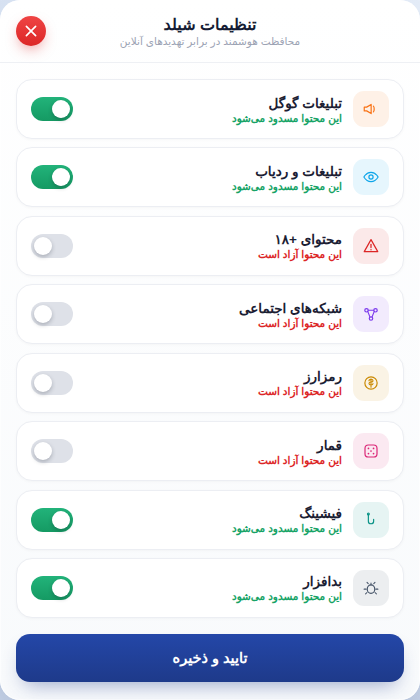 تنظیمات شیلد
محافظت هوشمند در برابر تهدیدهای آنلاین
تبلیغات گوگل
این محتوا مسدود می‌شود
تبلیغات و ردیاب
این محتوا مسدود می‌شود
محتوای +۱۸
این محتوا آزاد است
شبکه‌های اجتماعی
این محتوا آزاد است
رمزارز
این محتوا آزاد است
قمار
این محتوا آزاد است
فیشینگ
این محتوا مسدود می‌شود
بدافزار
این محتوا مسدود می‌شود
تایید و ذخیره